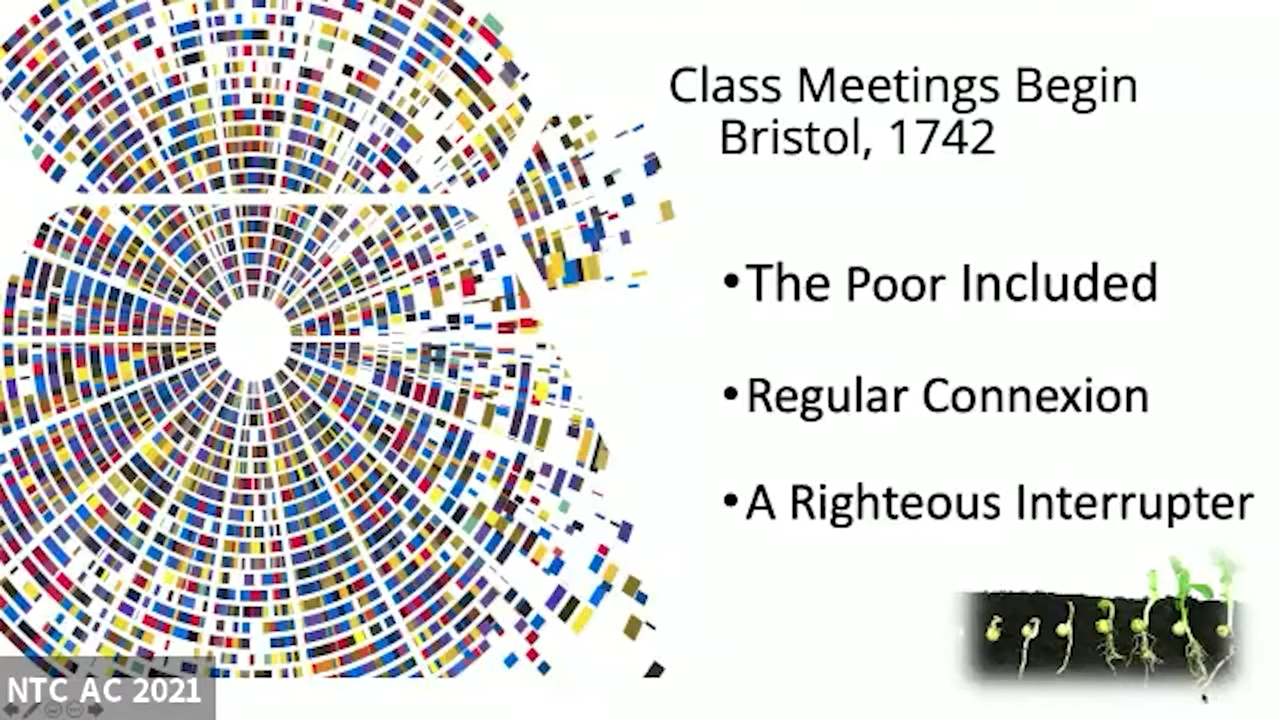 Class Meetings Begin
Bristol, 1742
•The Poor Included
•Regular Connexion
•A Righteous Interrupter
NTC AC 2021